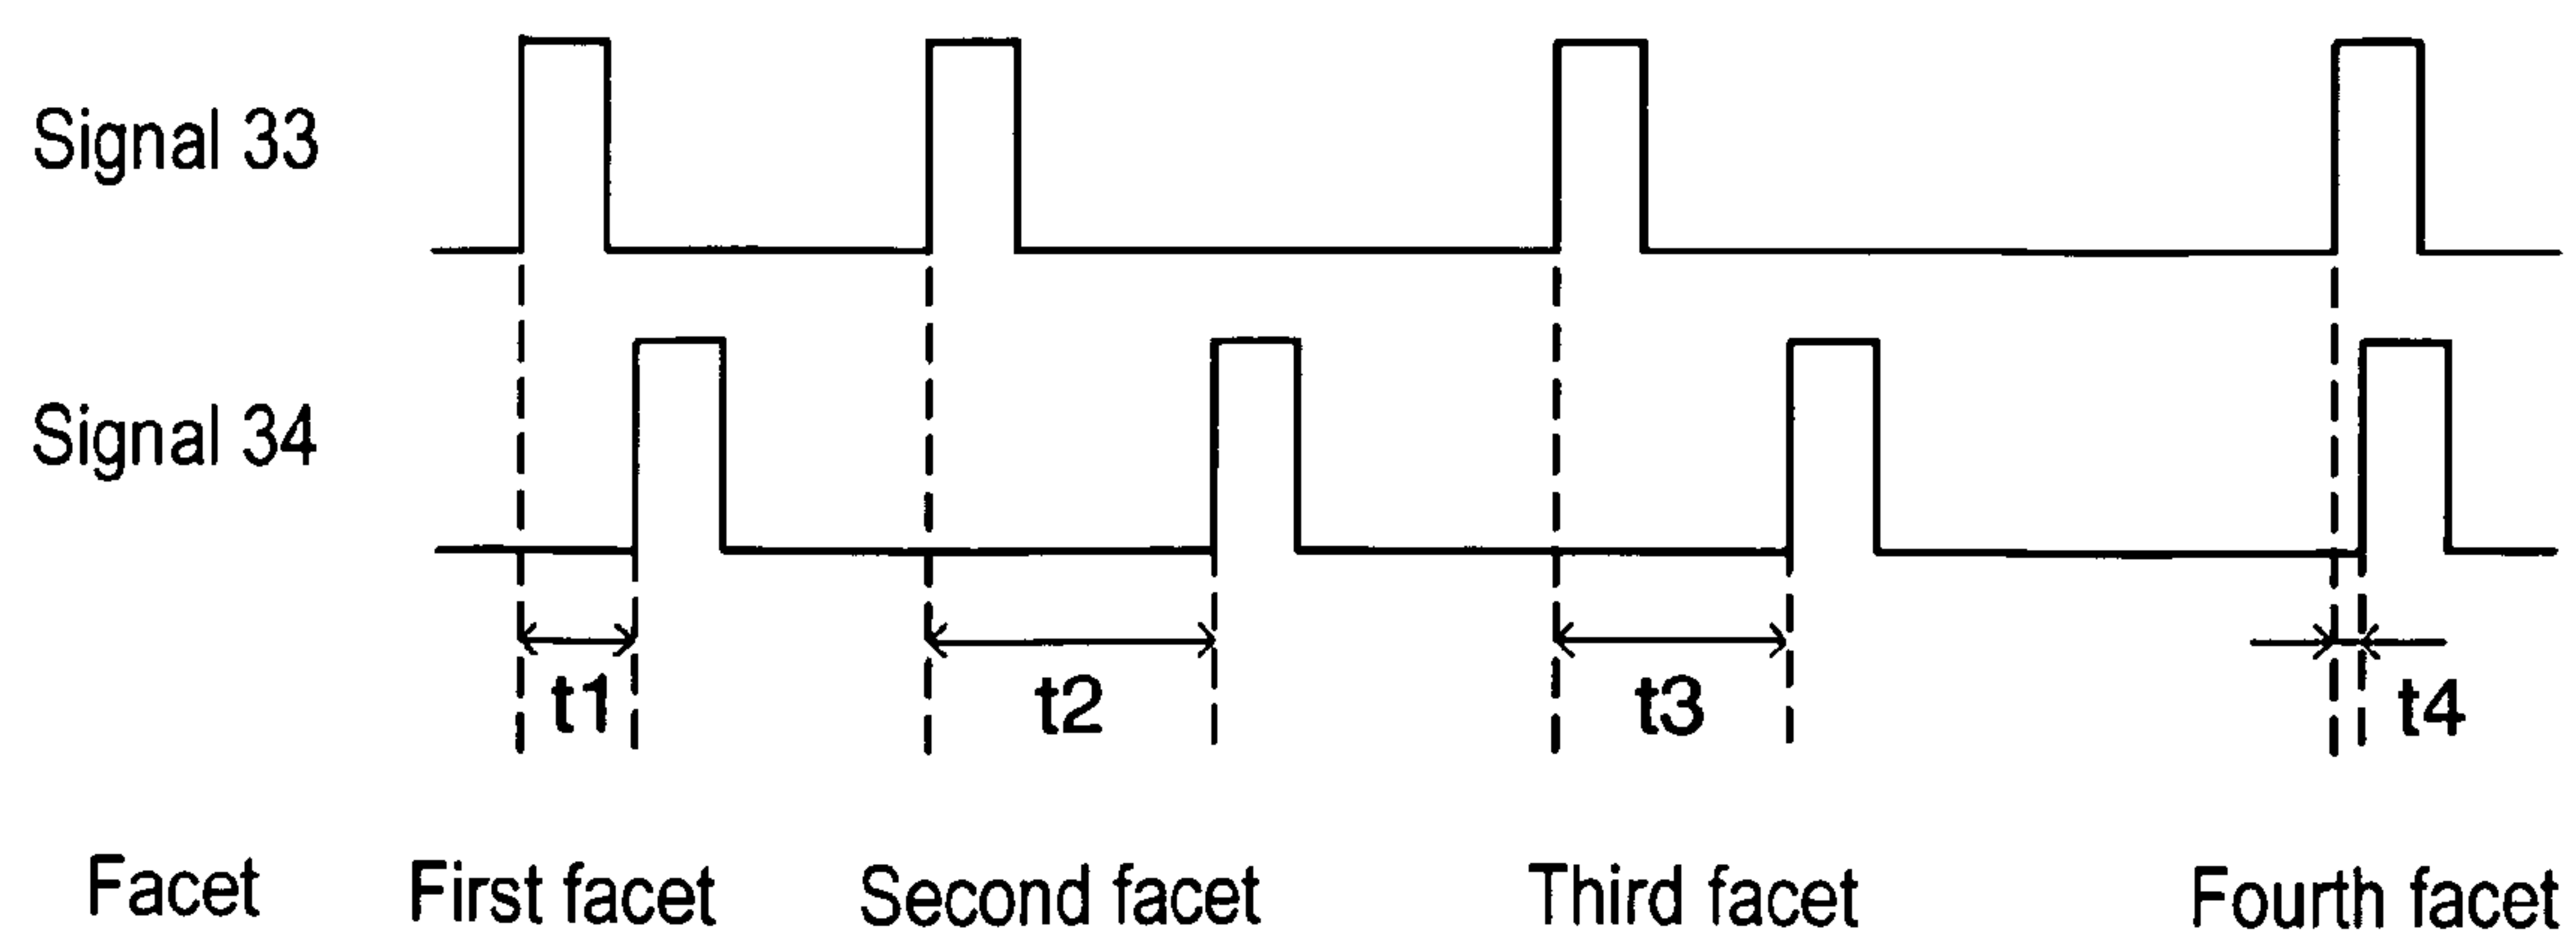 Signal 33
Signal 34
t1 t2 t3 t4
Facet First facet Second facet Third facet Fourth facet